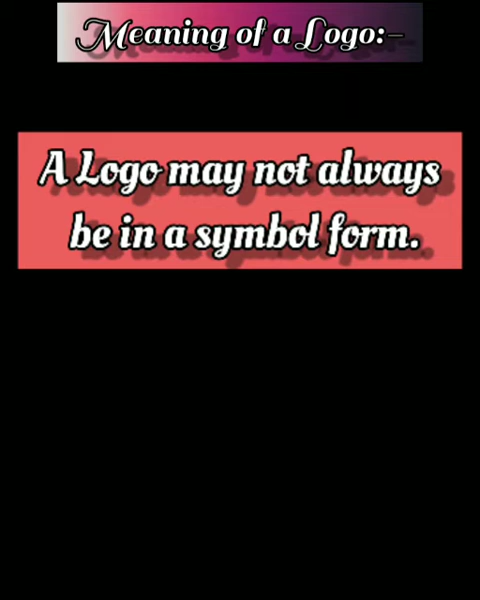 Meaning of a Logo:-
A Logo may not always
be in a symbol form.